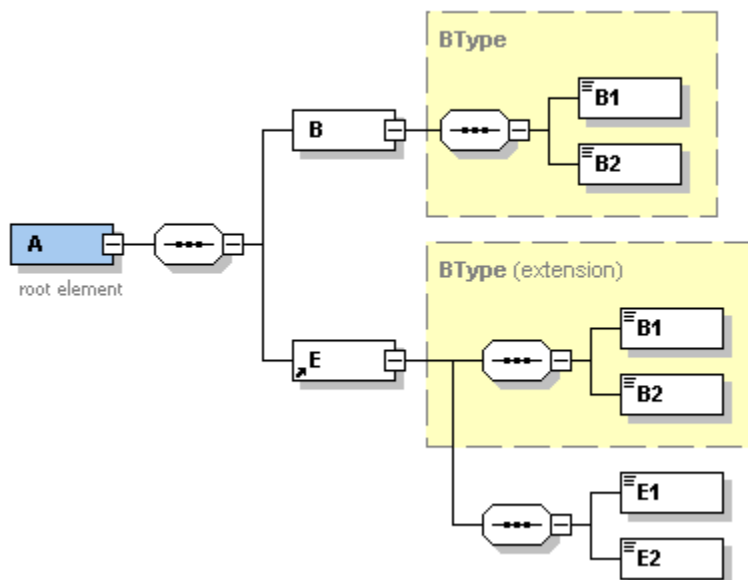 BType
B
B1
B2
A
root element
BType (extension)
E
B1
B2
E1
E2